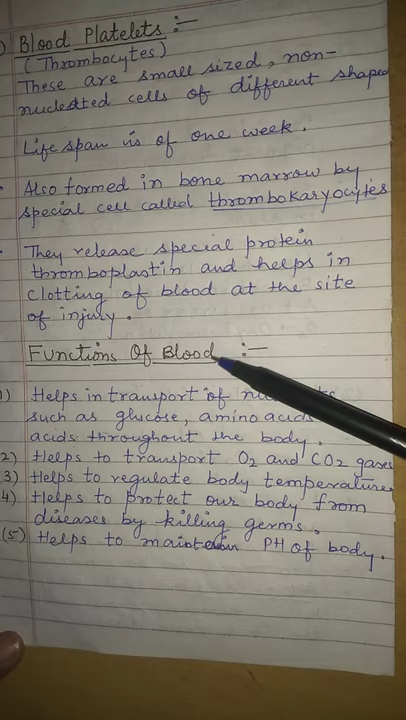 Blood Platelets :-
(Thrombocytes)
These are small sized, non-
nucleated cells of different shaped
Life span is of one week.
Also formed in bone marrow by
special cell called thrombokaryocytes
They release special protein
thromboplastin and helps in
clotting of blood at the site
of injury.
Functions Of Blood :-
1) Helps in transport of
such as glucose, amino acids
acids throughout the body.
2) Helps to transport O2 and CO2 gases
3) Helps to regulate body temperature
4) Helps to protect our body from
diseases by killing germs.
(5) Helps to maintain PH of body.